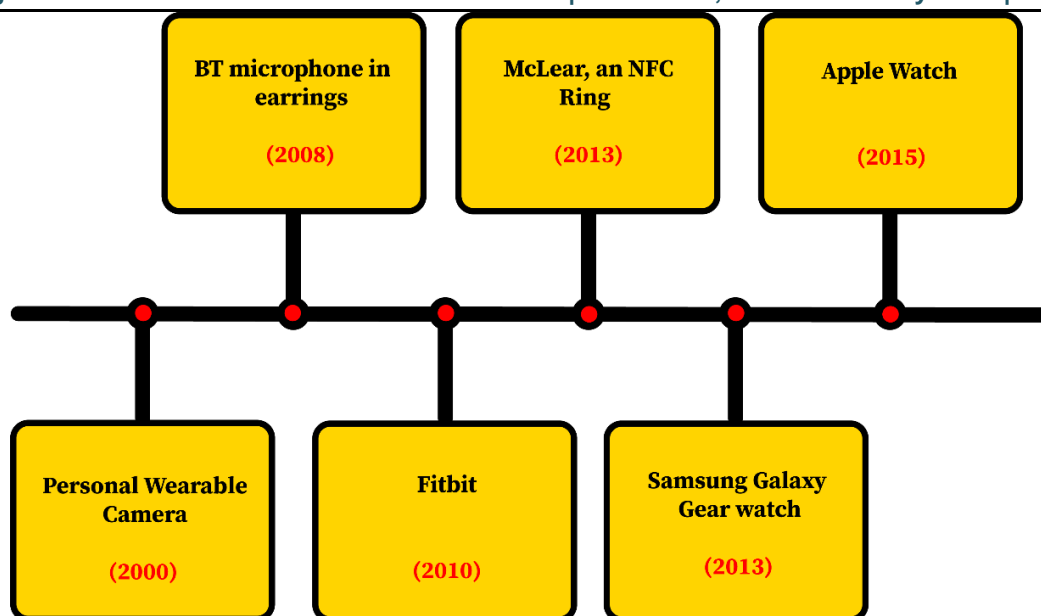 BT microphone in
earrings
(2008)
McLear, an NFC
Ring
(2013)
Apple Watch
(2015)
Personal Wearable
Camera
(2000)
Fitbit
(2010)
Samsung Galaxy
Gear watch
(2013)